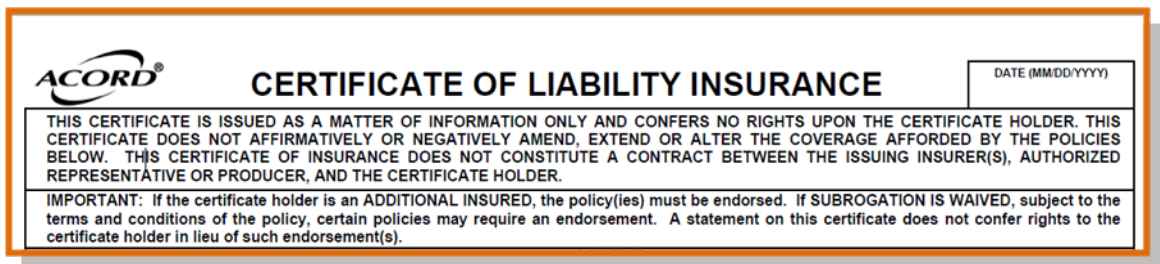 ACORD®
CERTIFICATE OF LIABILITY INSURANCE
DATE (MM/DD/YYYY)
THIS CERTIFICATE IS ISSUED AS A MATTER OF INFORMATION ONLY AND CONFERS NO RIGHTS UPON THE CERTIFICATE HOLDER. THIS
CERTIFICATE DOES NOT AFFIRMATIVELY OR NEGATIVELY AMEND, EXTEND OR ALTER THE COVERAGE AFFORDED BY THE POLICIES
BELOW. THIS CERTIFICATE OF INSURANCE DOES NOT CONSTITUTE A CONTRACT BETWEEN THE ISSUING INSURER(S), AUTHORIZED
REPRESENTATIVE OR PRODUCER, AND THE CERTIFICATE HOLDER.
IMPORTANT: If the certificate holder is an ADDITIONAL INSURED, the policy(ies) must be endorsed. If SUBROGATION IS WAIVED, subject to the
terms and conditions of the policy, certain policies may require an endorsement. A statement on this certificate does not confer rights to the
certificate holder in lieu of such endorsement(s).